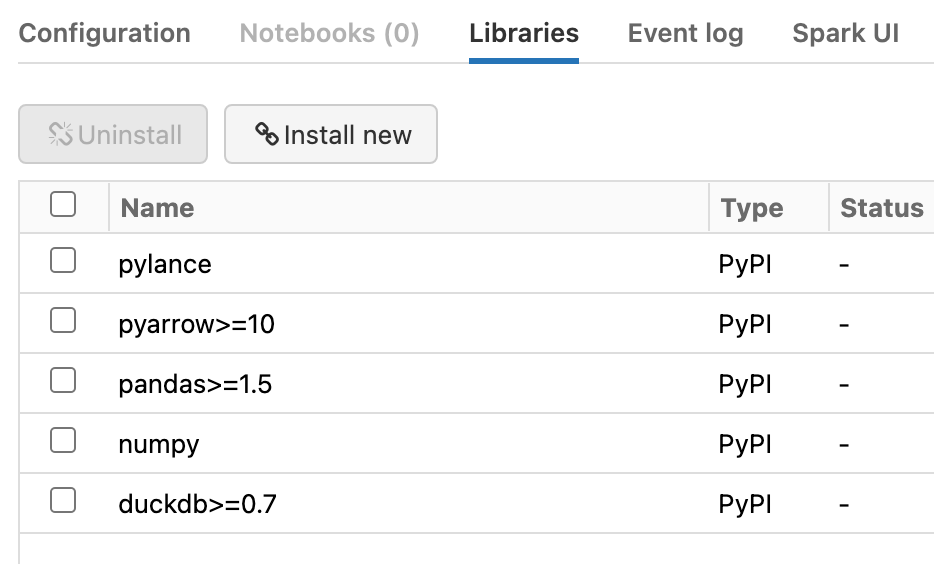 Configuration Notebooks (0) Libraries Event log Spark UI
Uninstall Install new
Name Type Status
pylance PyPI -
pyarrow>=10 PyPI -
pandas>=1.5 PyPI -
numpy PyPI -
duckdb>=0.7 PyPI -